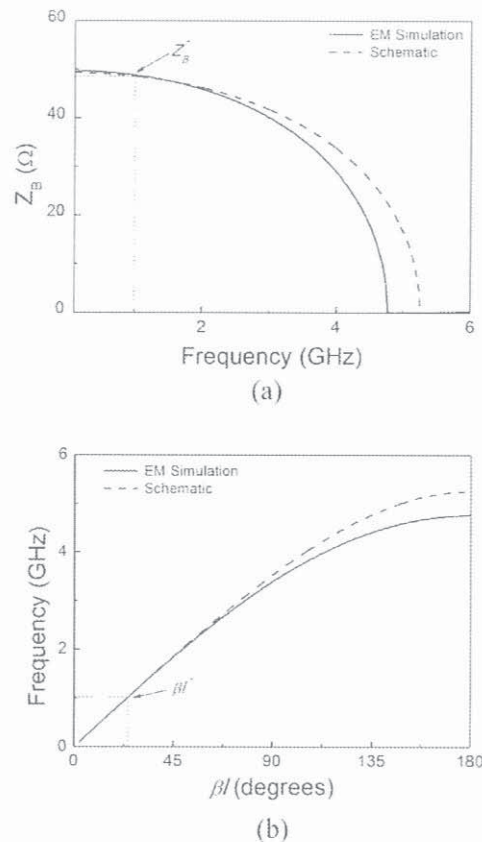 60
40
20
0
Z_B (Ω)
EM Simulation
Schematic
Z_B^*
2
4
6
Frequency (GHz)
(a)
6
4
2
0
Frequency (GHz)
EM Simulation
Schematic
βl^*
0
45
90
135
180
βl (degrees)
(b)